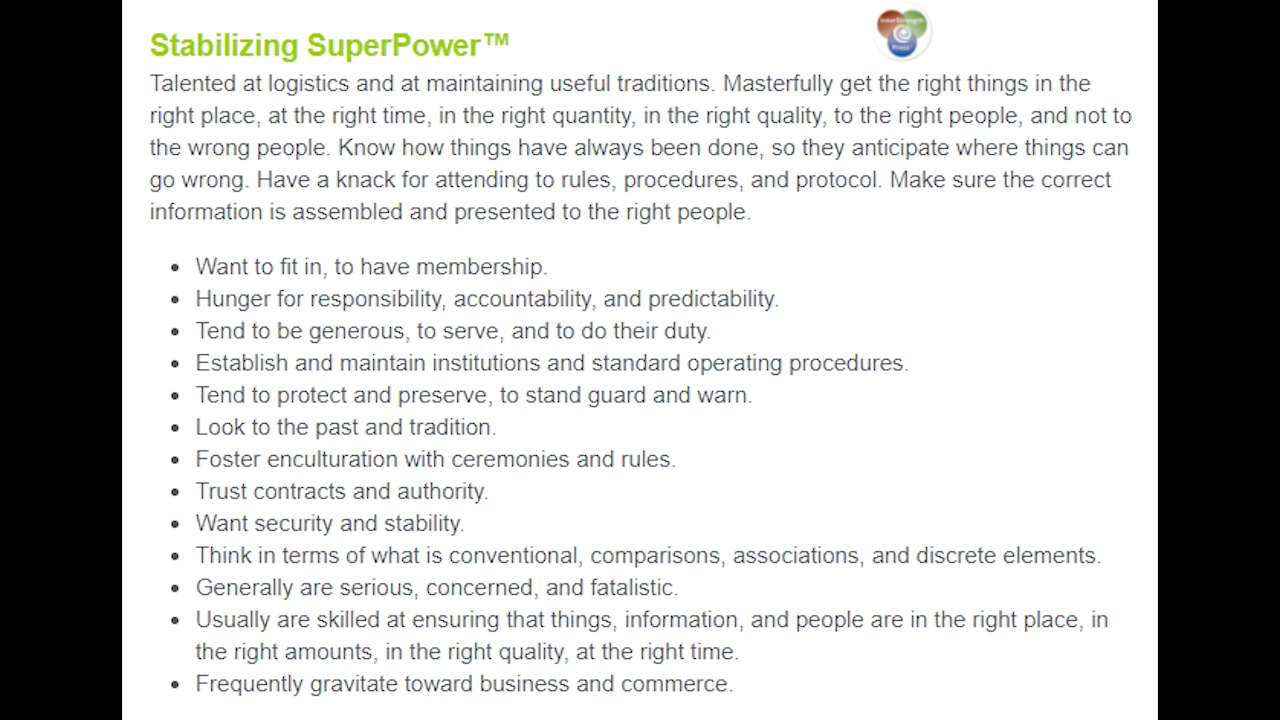 InterStrength
Press
Stabilizing SuperPower™
Talented at logistics and at maintaining useful traditions. Masterfully get the right things in the
right place, at the right time, in the right quantity, in the right quality, to the right people, and not to
the wrong people. Know how things have always been done, so they anticipate where things can
go wrong. Have a knack for attending to rules, procedures, and protocol. Make sure the correct
information is assembled and presented to the right people.
• Want to fit in, to have membership.
• Hunger for responsibility, accountability, and predictability.
• Tend to be generous, to serve, and to do their duty.
• Establish and maintain institutions and standard operating procedures.
• Tend to protect and preserve, to stand guard and warn.
• Look to the past and tradition.
• Foster enculturation with ceremonies and rules.
• Trust contracts and authority.
• Want security and stability.
• Think in terms of what is conventional, comparisons, associations, and discrete elements.
• Generally are serious, concerned, and fatalistic.
• Usually are skilled at ensuring that things, information, and people are in the right place, in
the right amounts, in the right quality, at the right time.
• Frequently gravitate toward business and commerce.